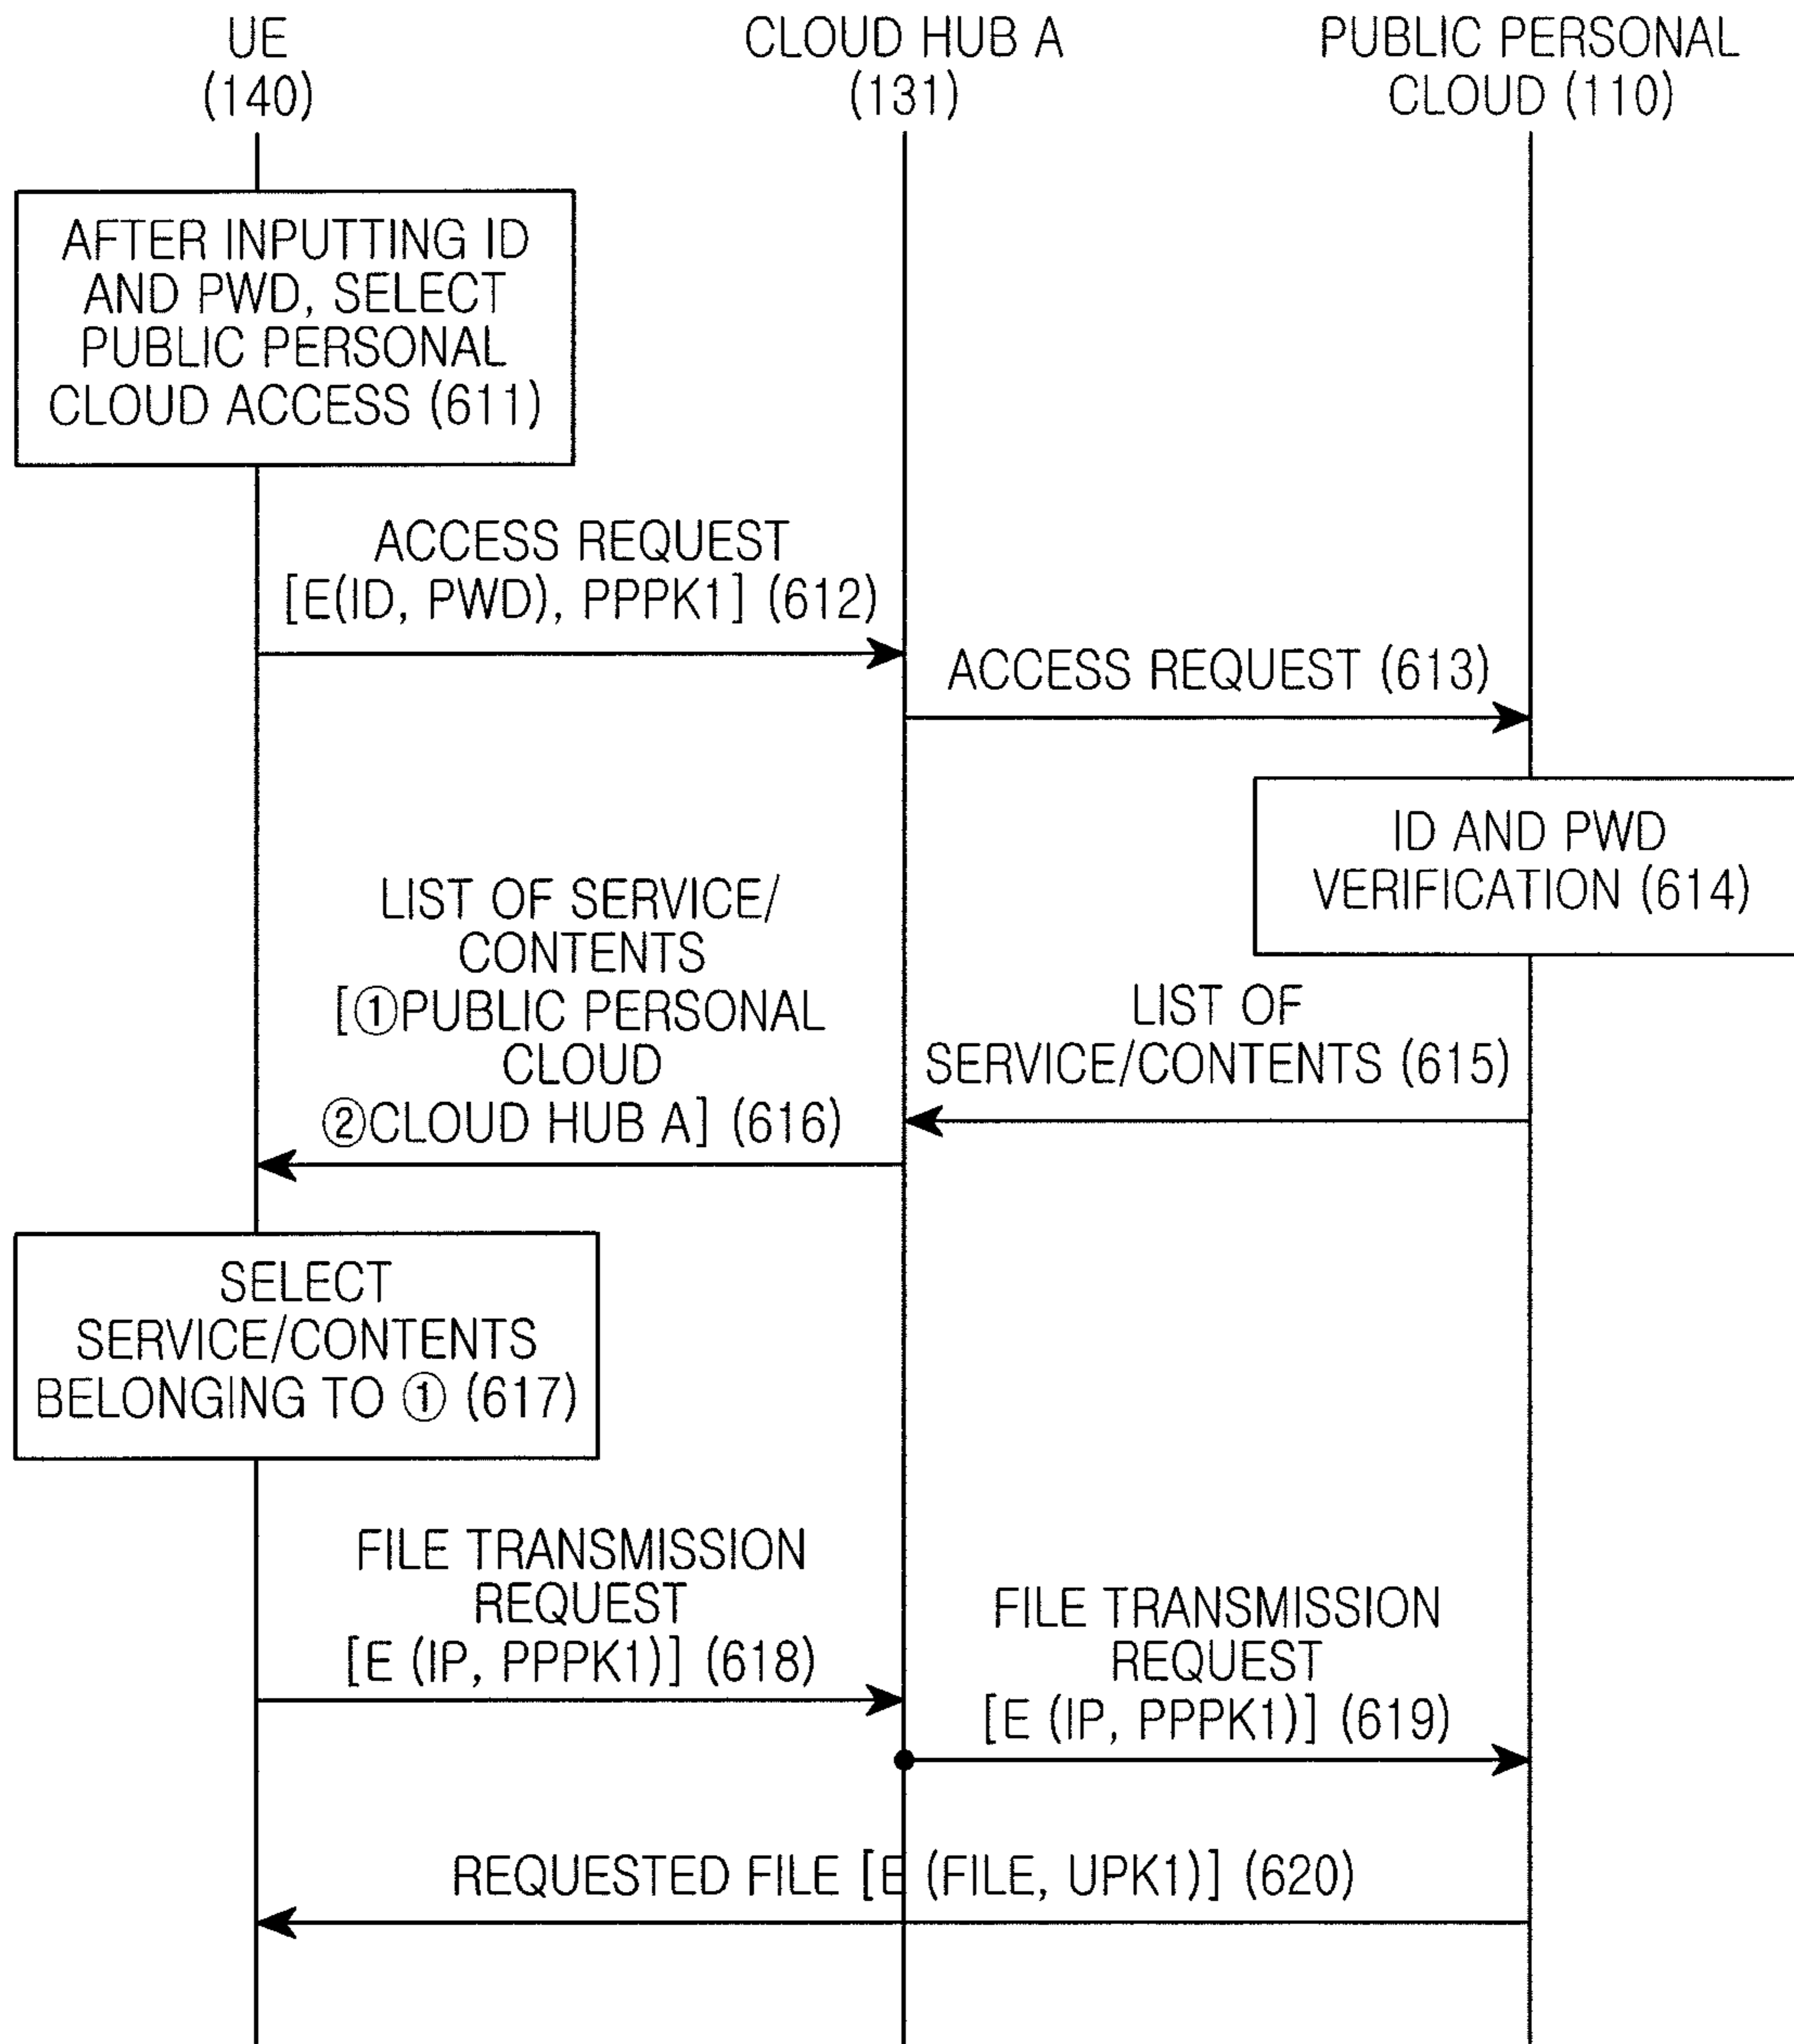 UE
(140)
CLOUD HUB A
(131)
PUBLIC PERSONAL
CLOUD (110)
AFTER INPUTTING ID
AND PWD, SELECT
PUBLIC PERSONAL
CLOUD ACCESS (611)
ACCESS REQUEST
[E(ID, PWD), PPPK1] (612)
ACCESS REQUEST (613)
ID AND PWD
VERIFICATION (614)
LIST OF SERVICE/
CONTENTS
[①PUBLIC PERSONAL
CLOUD
②CLOUD HUB A] (616)
LIST OF
SERVICE/CONTENTS (615)
SELECT
SERVICE/CONTENTS
BELONGING TO ① (617)
FILE TRANSMISSION
REQUEST
[E (IP, PPPK1)] (618)
FILE TRANSMISSION
REQUEST
[E (IP, PPPK1)] (619)
REQUESTED FILE [E (FILE, UPK1)] (620)